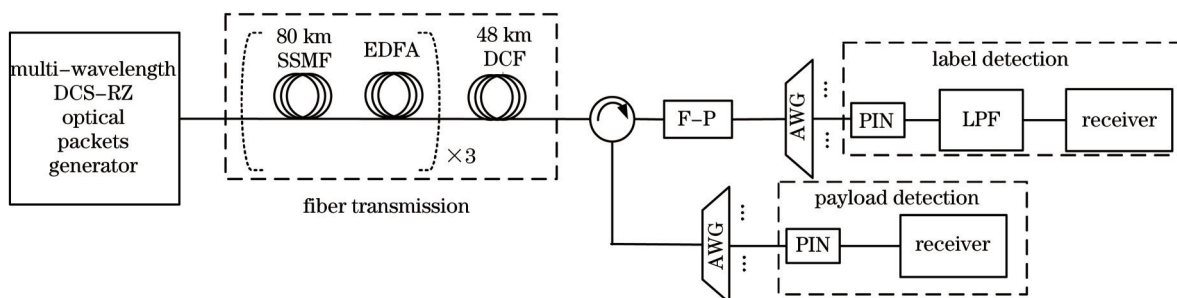 multi-wavelength
DCS-RZ
optical
packets
generator
80 km
SSMF
EDFA
×3
48 km
DCF
fiber transmission
F-P
AWG
...
...
label detection
PIN
LPF
receiver
AWG
...
...
payload detection
PIN
receiver